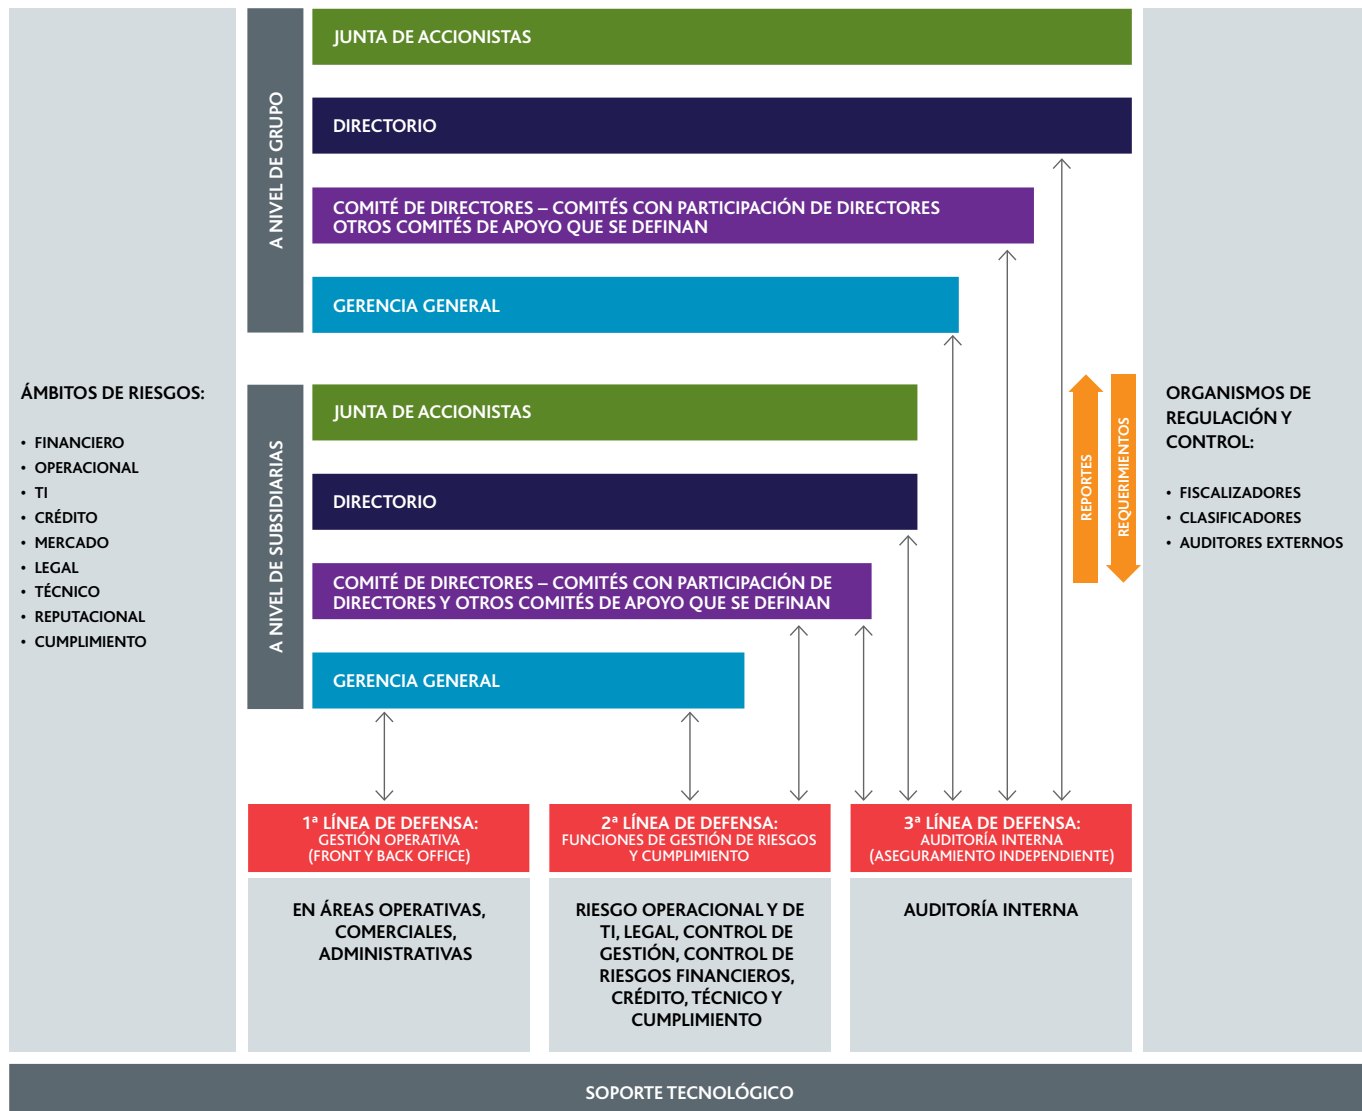 ÁMBITOS DE RIESGOS:
• FINANCIERO
• OPERACIONAL
• TI
• CRÉDITO
• MERCADO
• LEGAL
• TÉCNICO
• REPUTACIONAL
• CUMPLIMIENTO
A NIVEL DE GRUPO
JUNTA DE ACCIONISTAS
DIRECTORIO
COMITÉ DE DIRECTORES – COMITÉS CON PARTICIPACIÓN DE DIRECTORES
OTROS COMITÉS DE APOYO QUE SE DEFINAN
GERENCIA GENERAL
A NIVEL DE SUBSIDIARIAS
JUNTA DE ACCIONISTAS
DIRECTORIO
COMITÉ DE DIRECTORES – COMITÉS CON PARTICIPACIÓN DE
DIRECTORES Y OTROS COMITÉS DE APOYO QUE SE DEFINAN
GERENCIA GENERAL
REPORTES
REQUERIMIENTOS
ORGANISMOS DE
REGULACIÓN Y
CONTROL:
• FISCALIZADORES
• CLASIFICADORES
• AUDITORES EXTERNOS
1ª LÍNEA DE DEFENSA:
GESTIÓN OPERATIVA
(FRONT Y BACK OFFICE)
EN ÁREAS OPERATIVAS,
COMERCIALES,
ADMINISTRATIVAS
2ª LÍNEA DE DEFENSA:
FUNCIONES DE GESTIÓN DE RIESGOS
Y CUMPLIMIENTO
RIESGO OPERACIONAL Y DE
TI, LEGAL, CONTROL DE
GESTIÓN, CONTROL DE
RIESGOS FINANCIEROS,
CRÉDITO, TÉCNICO Y
CUMPLIMIENTO
3ª LÍNEA DE DEFENSA:
AUDITORÍA INTERNA
(ASEGURAMIENTO INDEPENDIENTE)
AUDITORÍA INTERNA
SOPORTE TECNOLÓGICO